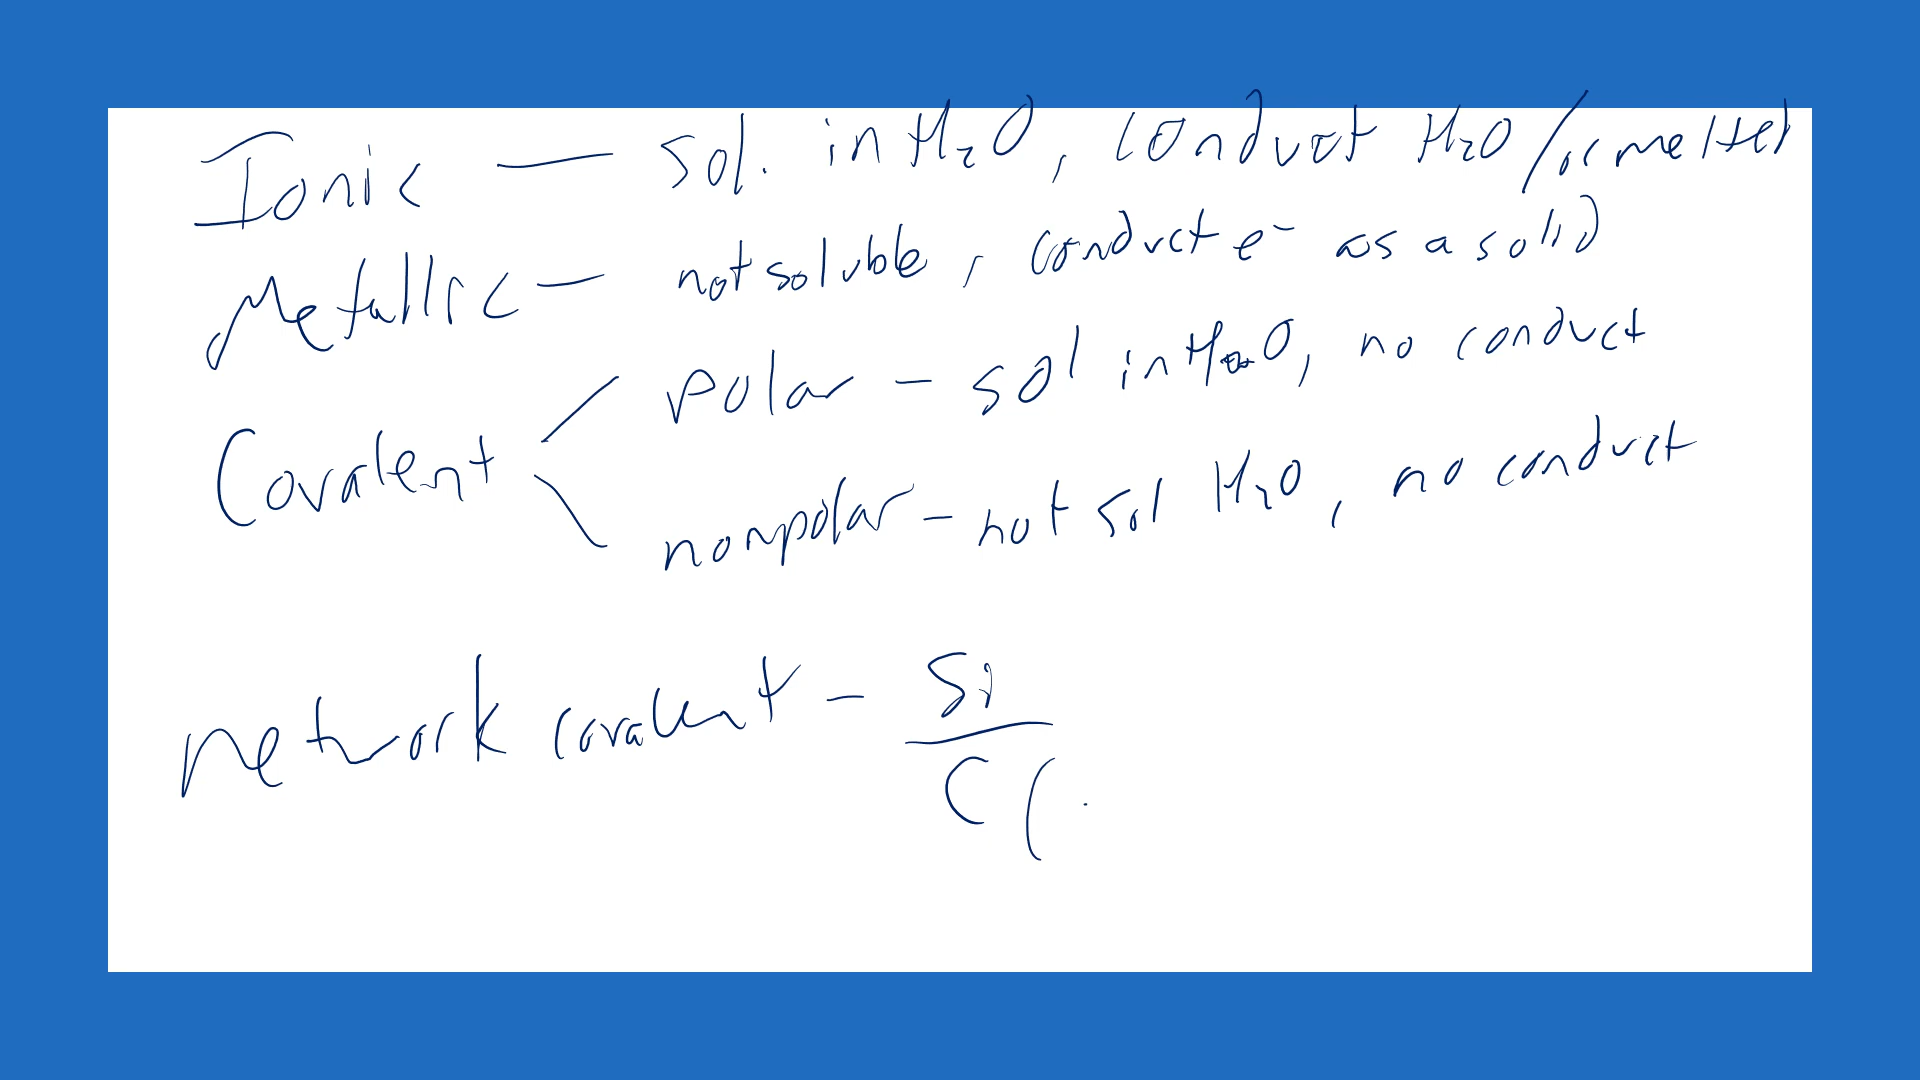 Ionic — sol. in H₂O, conduct H₂O/or melted
Metallic — not soluble, conduct e⁻ as a solid
Covalent
polar – sol in H₂O, no conduct
nonpolar – not sol H₂O, no conduct
network covalent – Si
C (